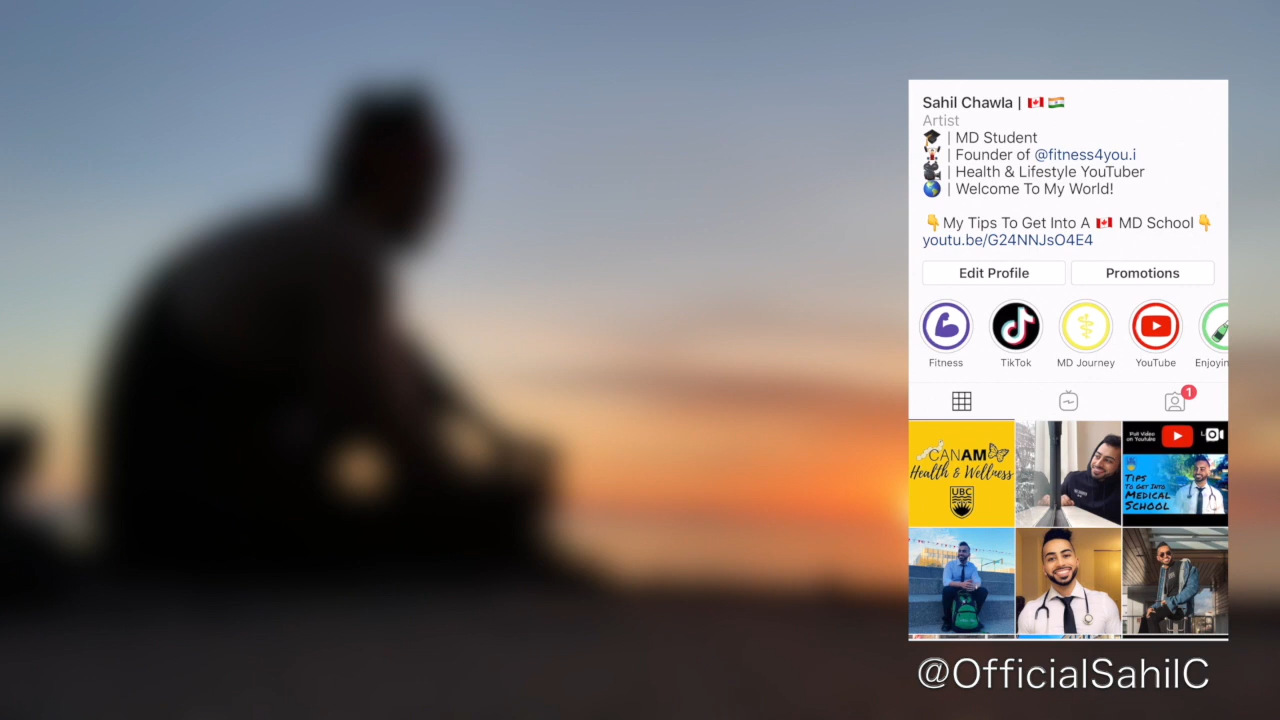 Sahil Chawla | 🇨🇦 🇮🇳
Artist
🎓 | MD Student
🏋 | Founder of @fitness4you.i
🎥 | Health & Lifestyle YouTuber
🌎 | Welcome To My World!
👇My Tips To Get Into A 🇨🇦 MD School👇
youtu.be/G24NNJsO4E4
Edit Profile
Promotions
Fitness
TikTok
MD Journey
YouTube
Enjoyin
1
CANAM
Health & Wellness
UBC
Full Video
on Youtube
TIPS
TO GET INTO
MEDICAL
SCHOOL
@OfficialSahilC